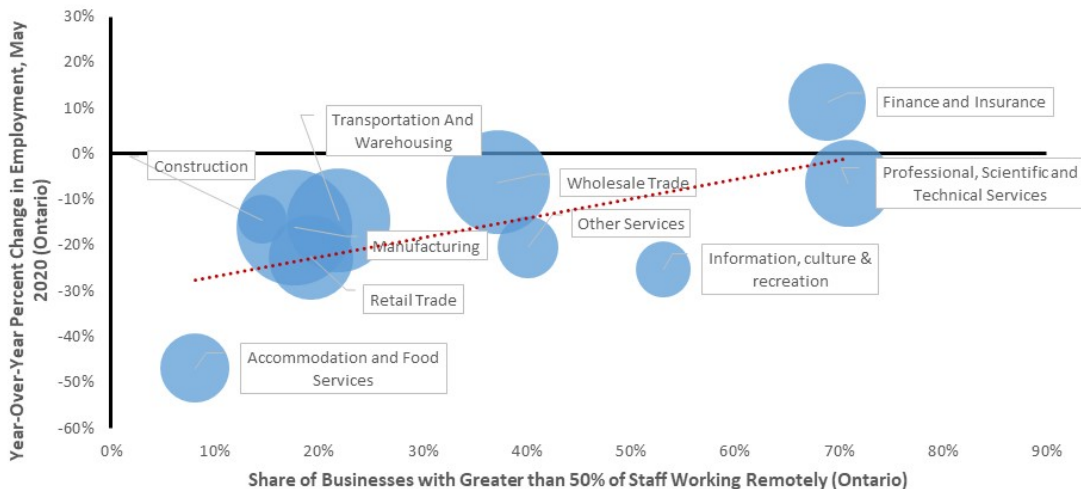 Year-Over-Year Percent Change in Employment, May
2020 (Ontario)
30%
20%
10%
0%
-10%
-20%
-30%
-40%
-50%
-60%
Transportation And
Warehousing
Construction
Finance and Insurance
Wholesale Trade
Professional, Scientific and
Technical Services
Other Services
Manufacturing
Information, culture &
recreation
Retail Trade
Accommodation and Food
Services
0%
10%
20%
30%
40%
50%
60%
70%
80%
90%
Share of Businesses with Greater than 50% of Staff Working Remotely (Ontario)